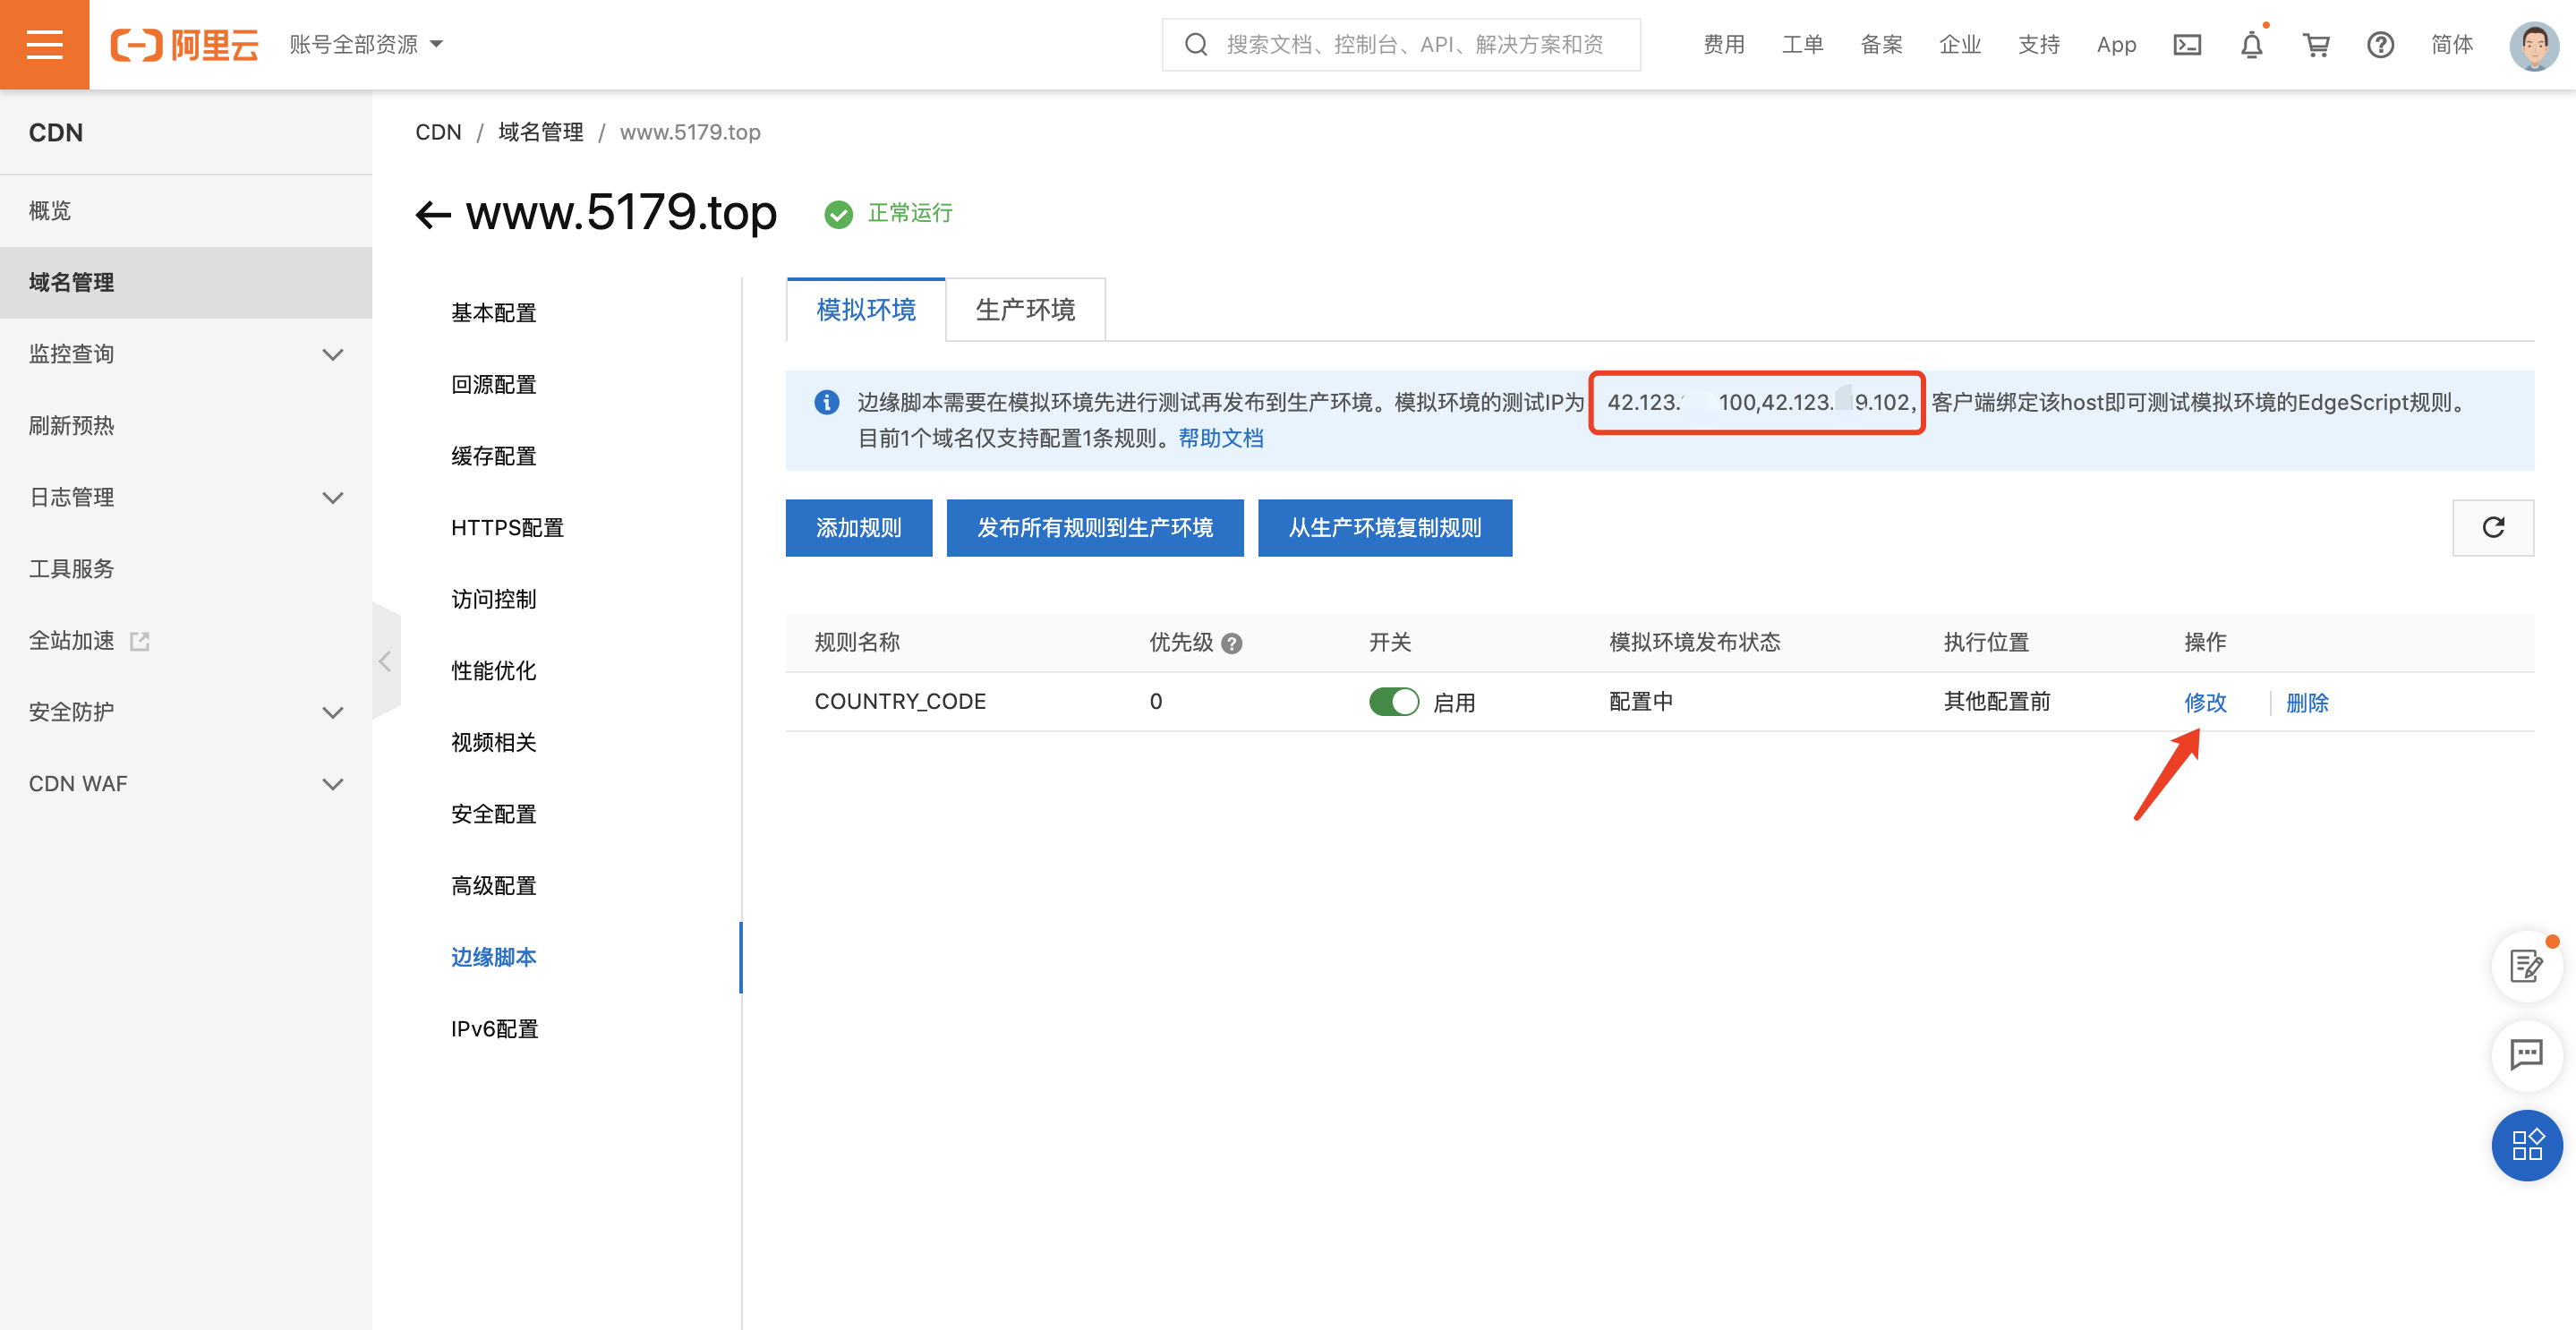 阿里云
账号全部资源
搜索文档、控制台、API、解决方案和资
费用
工单
备案
企业
支持
App
简体
CDN
概览
域名管理
监控查询
刷新预热
日志管理
工具服务
全站加速
安全防护
CDN WAF
CDN / 域名管理 / www.5179.top
www.5179.top
正常运行
基本配置
回源配置
缓存配置
HTTPS配置
访问控制
性能优化
视频相关
安全配置
高级配置
边缘脚本
IPv6配置
模拟环境
生产环境
边缘脚本需要在模拟环境先进行测试再发布到生产环境。模拟环境的测试IP为 42.123. 100,42.123. 9.102, 客户端绑定该host即可测试模拟环境的EdgeScript规则。
目前1个域名仅支持配置1条规则。帮助文档
添加规则
发布所有规则到生产环境
从生产环境复制规则
规则名称 优先级 开关 模拟环境发布状态 执行位置 操作
COUNTRY_CODE 0 启用 配置中 其他配置前 修改 删除